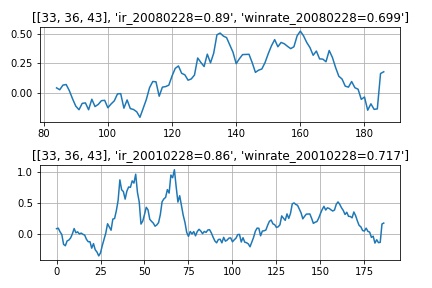 [[33, 36, 43], 'ir_20080228=0.89', 'winrate_20080228=0.699']
0.50
0.25
0.00
80 100 120 140 160 180
[[33, 36, 43], 'ir_20010228=0.86', 'winrate_20010228=0.717']
1.0
0.5
0.0
0 25 50 75 100 125 150 175